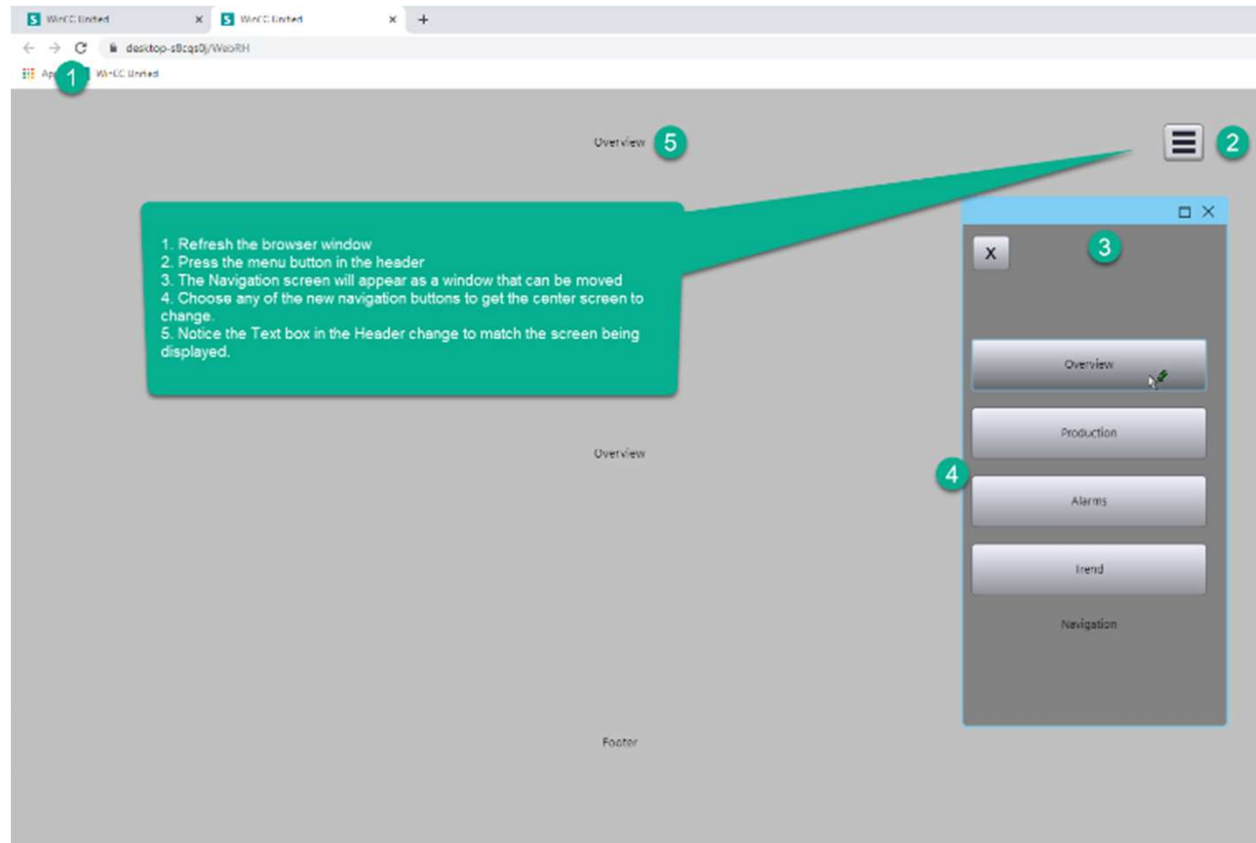 WinCC Unified
WinCC Unified
desktop-s8cqs0j/WebRH
WinCC Unified
1
Overview
5
2
1. Refresh the browser window
2. Press the menu button in the header
3. The Navigation screen will appear as a window that can be moved
4. Choose any of the new navigation buttons to get the center screen to
change.
5. Notice the Text box in the Header change to match the screen being
displayed.
X
3
Overview
Production
Overview
4
Alarms
Trend
Navigation
Footer